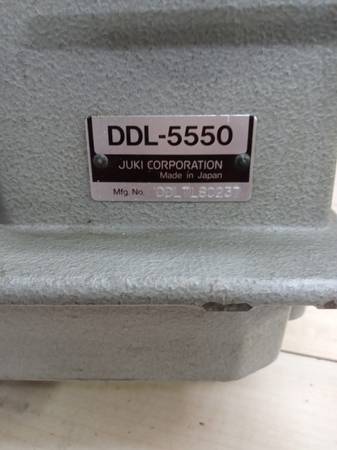 DDL-5550
JUKI CORPORATION
Made in Japan
Mfg. No.